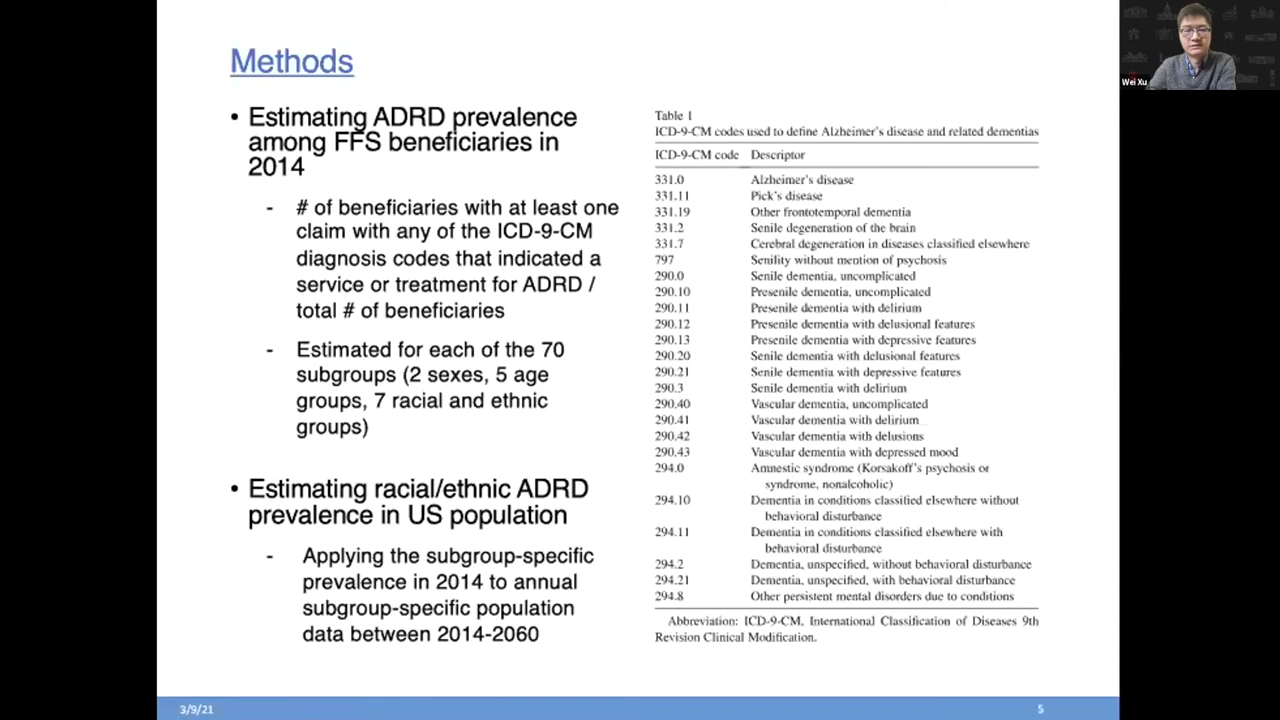 Methods
• Estimating ADRD prevalence
among FFS beneficiaries in
2014
- # of beneficiaries with at least one
claim with any of the ICD-9-CM
diagnosis codes that indicated a
service or treatment for ADRD /
total # of beneficiaries
- Estimated for each of the 70
subgroups (2 sexes, 5 age
groups, 7 racial and ethnic
groups)
• Estimating racial/ethnic ADRD
prevalence in US population
- Applying the subgroup-specific
prevalence in 2014 to annual
subgroup-specific population
data between 2014-2060
Table 1
ICD-9-CM codes used to define Alzheimer's disease and related dementias
ICD-9-CM code Descriptor
331.0 Alzheimer's disease
331.11 Pick's disease
331.19 Other frontotemporal dementia
331.2 Senile degeneration of the brain
331.7 Cerebral degeneration in diseases classified elsewhere
797 Senility without mention of psychosis
290.0 Senile dementia, uncomplicated
290.10 Presenile dementia, uncomplicated
290.11 Presenile dementia with delirium
290.12 Presenile dementia with delusional features
290.13 Presenile dementia with depressive features
290.20 Senile dementia with delusional features
290.21 Senile dementia with depressive features
290.3 Senile dementia with delirium
290.40 Vascular dementia, uncomplicated
290.41 Vascular dementia with delirium
290.42 Vascular dementia with delusions
290.43 Vascular dementia with depressed mood
294.0 Amnestic syndrome (Korsakoff's psychosis or
syndrome, nonalcoholic)
294.10 Dementia in conditions classified elsewhere without
behavioral disturbance
294.11 Dementia in conditions classified elsewhere with
behavioral disturbance
294.2 Dementia, unspecified, without behavioral disturbance
294.21 Dementia, unspecified, with behavioral disturbance
294.8 Other persistent mental disorders due to conditions
Abbreviation: ICD-9-CM, International Classification of Diseases 9th
Revision Clinical Modification.
3/9/21
5
Wei Xu